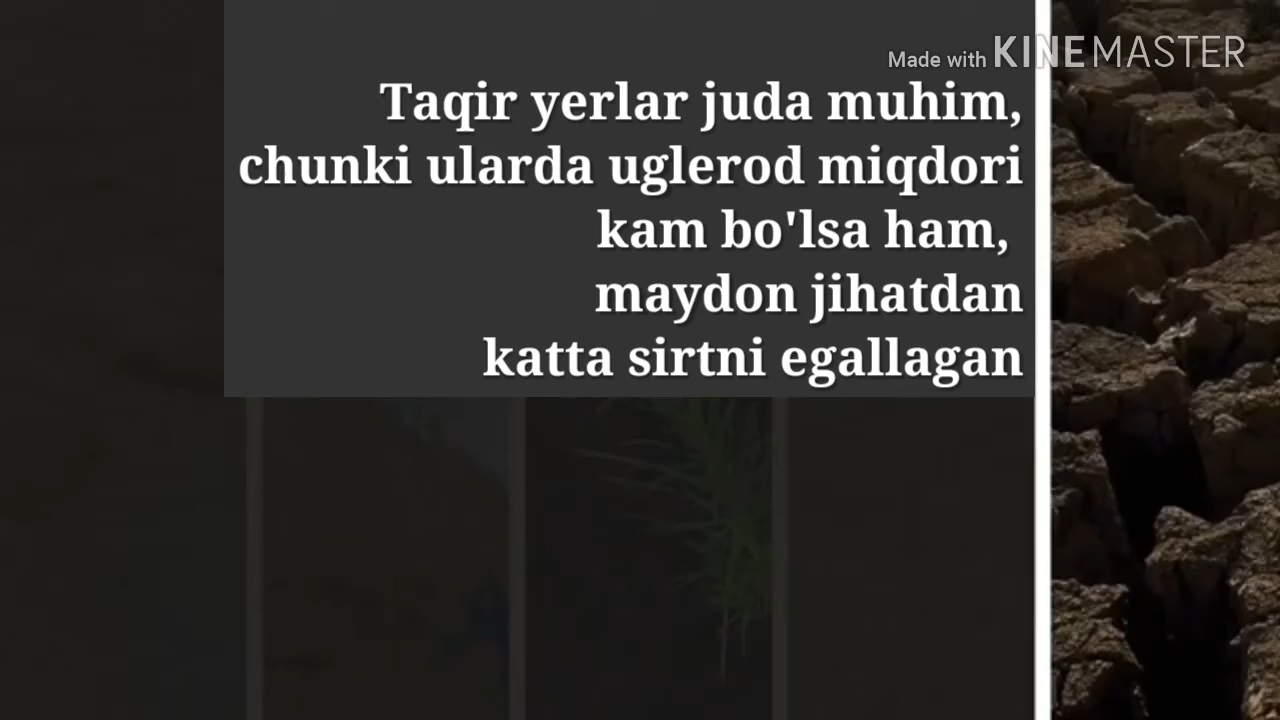 Made with KINEMASTER
Taqir yerlar juda muhim,
chunki ularda uglerod miqdori
kam bo'lsa ham,
maydon jihatdan
katta sirtni egallagan